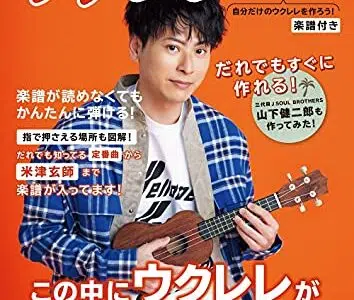 自分だけのウクレレを作ろう!
楽譜付き
だれでもすぐに
作れる!
三代目 J SOUL BROTHERS
山下健二郎も
作ってみた!
楽譜が読めなくても
かんたんに弾ける!
指で押さえる場所も図解!
だれでも知ってる 定番曲 から
米津玄師 まで
楽譜が入ってます!
この中にウクレレが